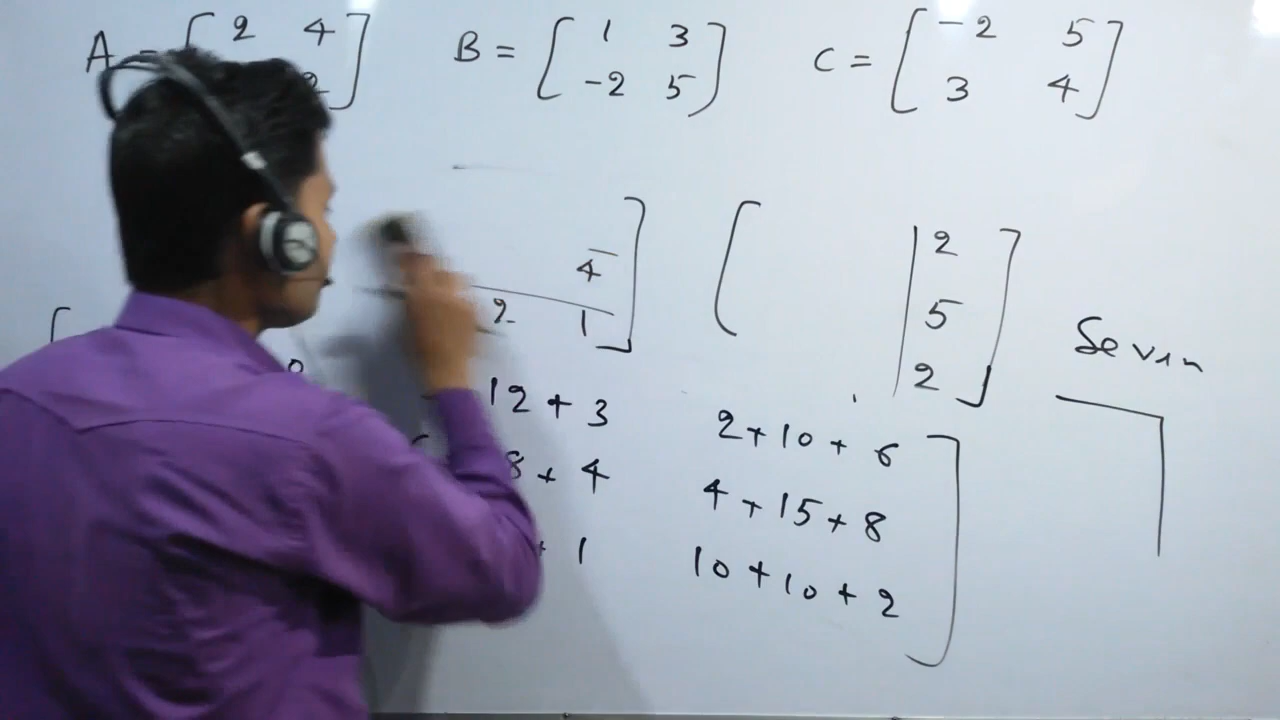 A = [ 2 4 B = [ 1 3 C = [ -2 5
2 ] -2 5 ] 3 4 ]
4
2 1 ]
[ 2
5
2 ]
Sevin
12 + 3 2 + 10 + 6
8 + 4 4 + 15 + 8
+ 1 10 + 10 + 2 ]